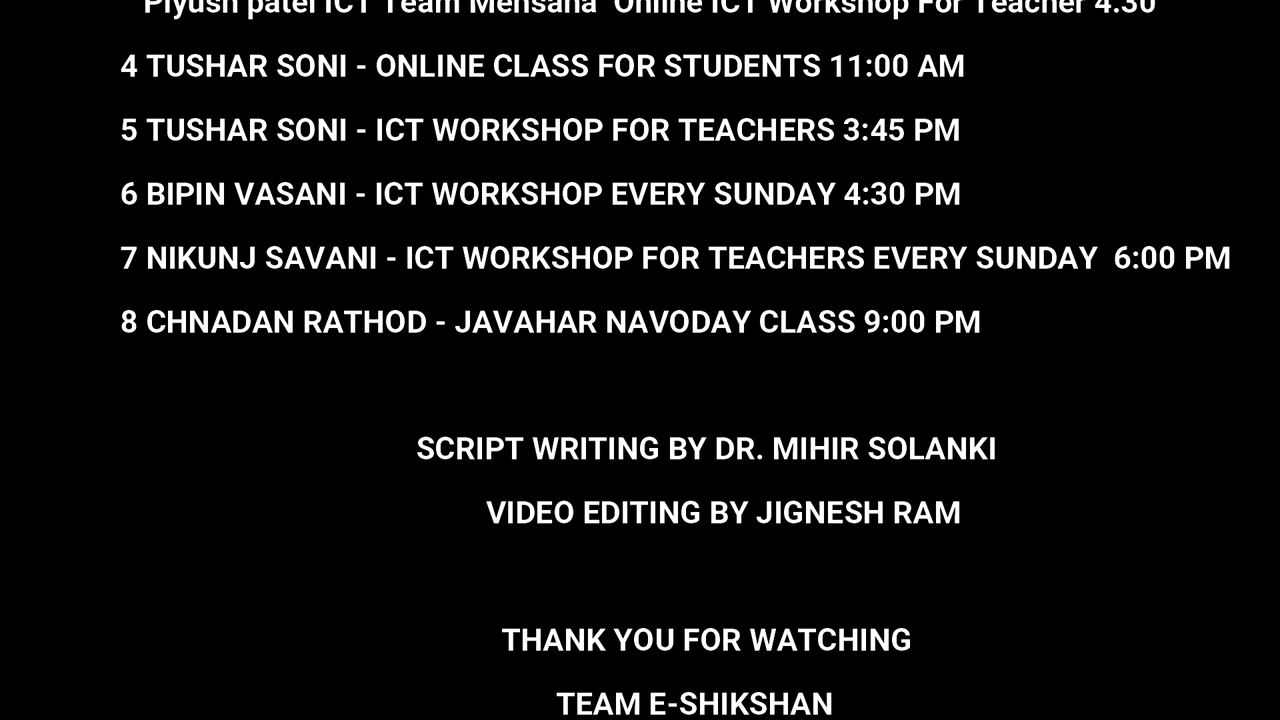 Piyush patel ICT Team Mehsana Online ICT Workshop For Teacher 4.30
4 TUSHAR SONI - ONLINE CLASS FOR STUDENTS 11:00 AM
5 TUSHAR SONI - ICT WORKSHOP FOR TEACHERS 3:45 PM
6 BIPIN VASANI - ICT WORKSHOP EVERY SUNDAY 4:30 PM
7 NIKUNJ SAVANI - ICT WORKSHOP FOR TEACHERS EVERY SUNDAY  6:00 PM
8 CHNADAN RATHOD - JAVAHAR NAVODAY CLASS 9:00 PM
SCRIPT WRITING BY DR. MIHIR SOLANKI
VIDEO EDITING BY JIGNESH RAM
THANK YOU FOR WATCHING
TEAM E-SHIKSHAN